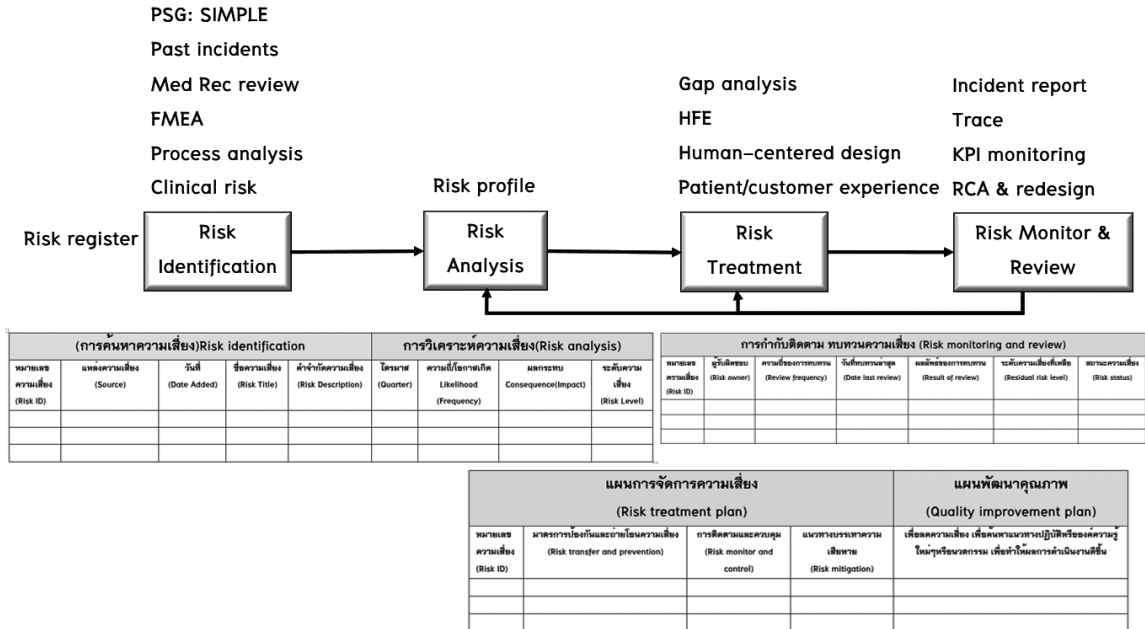 PSG: SIMPLE
Past incidents
Med Rec review
FMEA
Process analysis
Clinical risk
Risk profile
Gap analysis
HFE
Human-centered design
Patient/customer experience
Incident report
Trace
KPI monitoring
RCA & redesign
Risk register
Risk
Identification
Risk
Analysis
Risk
Treatment
Risk Monitor &
Review
(การค้นหาความเสี่ยง)Risk identification
การวิเคราะห์ความเสี่ยง(Risk analysis)
หมายเลข
ความเสี่ยง
(Risk ID)
แหล่งความเสี่ยง
(Source)
วันที่
(Date Added)
ชื่อความเสี่ยง
(Risk Title)
คำจำกัดความเสี่ยง
(Risk Description)
ไตรมาส
(Quarter)
ความถี่/โอกาสเกิด
Likelihood
(Frequency)
ผลกระทบ
Consequence(Impact)
ระดับความ
เสี่ยง
(Risk Level)
การกำกับติดตาม ทบทวนความเสี่ยง (Risk monitoring and review)
หมายเลข
ความเสี่ยง
(Risk ID)
ผู้รับผิดชอบ
(Risk owner)
ความถี่ของการทบทวน
(Review frequency)
วันที่ทบทวนล่าสุด
(Date last review)
ผลลัพธ์ของการทบทวน
(Result of review)
ระดับความเสี่ยงที่เหลือ
(Residual risk level)
สถานะความเสี่ยง
(Risk status)
แผนการจัดการความเสี่ยง
(Risk treatment plan)
แผนพัฒนาคุณภาพ
(Quality improvement plan)
หมายเลข
ความเสี่ยง
(Risk ID)
มาตรการป้องกันและถ่ายโอนความเสี่ยง
(Risk transfer and prevention)
การติดตามและควบคุม
(Risk monitor and
control)
แนวทางบรรเทาความ
เสียหาย
(Risk mitigation)
เพื่อลดความเสี่ยง เพื่อค้นหาแนวทางปฏิบัติหรือองค์ความรู้
ใหม่ๆหรือนวตกรรม เพื่อทำให้ผลการดำเนินงานดีขึ้น